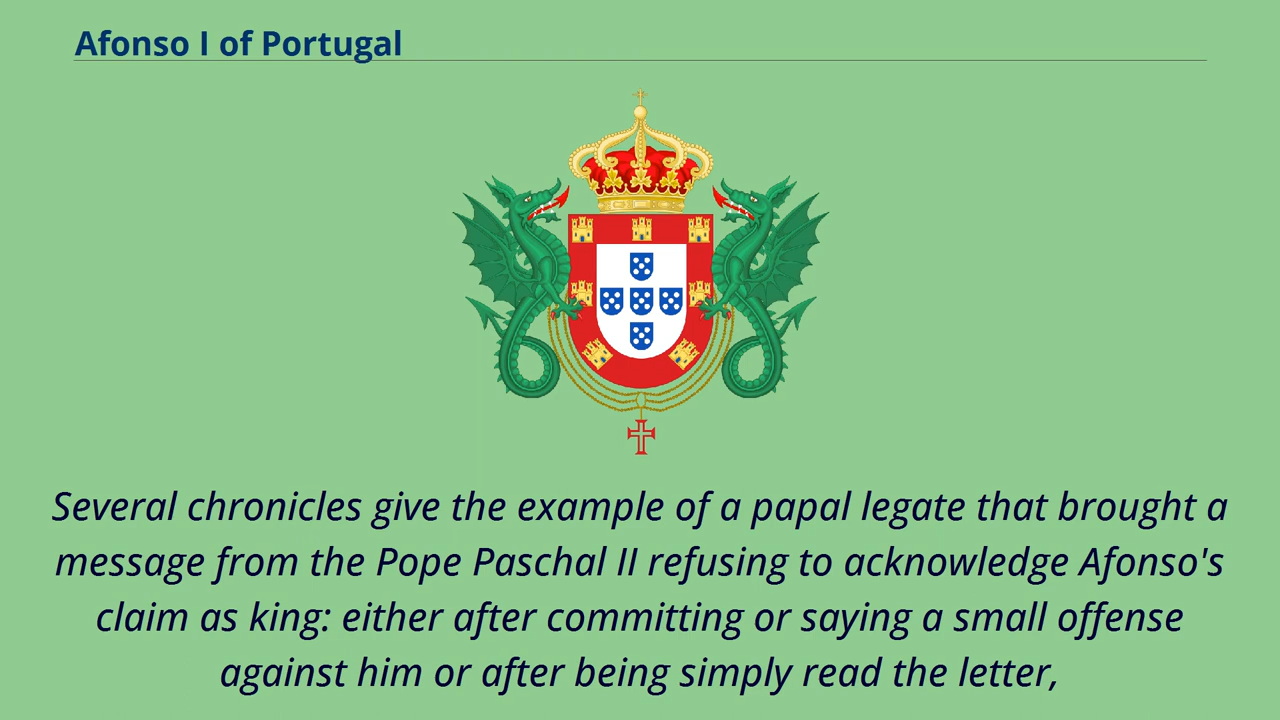 Afonso I of Portugal
Several chronicles give the example of a papal legate that brought a
message from the Pope Paschal II refusing to acknowledge Afonso's
claim as king: either after committing or saying a small offense
against him or after being simply read the letter,